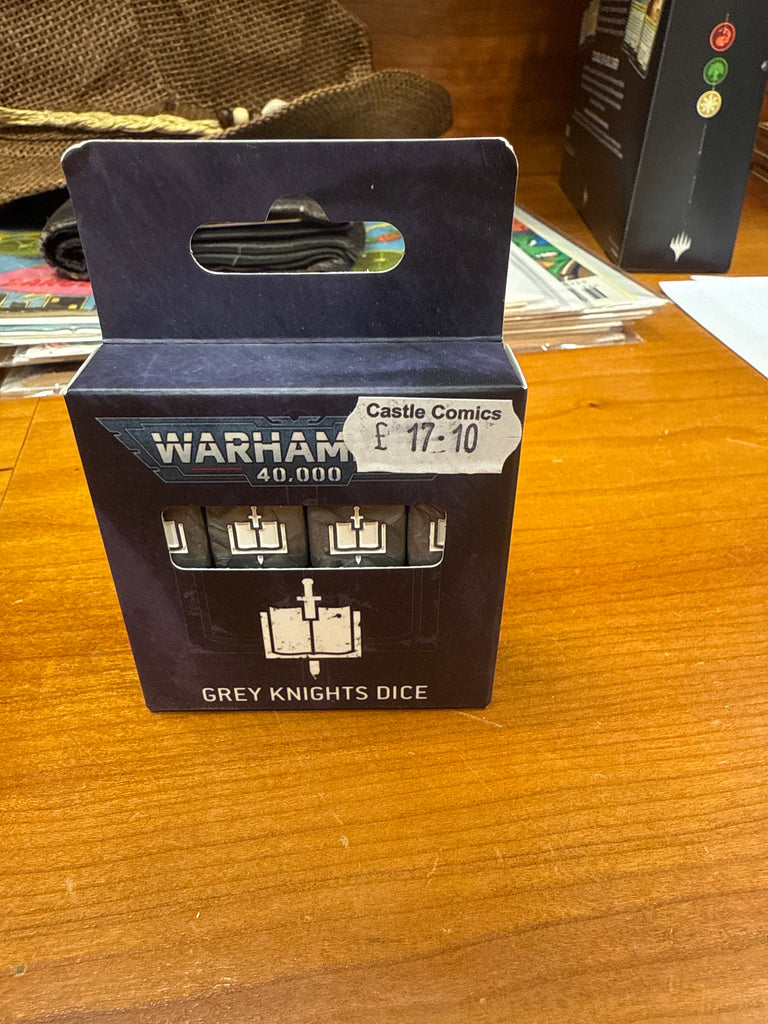 Castle Comics
£ 17-10
WARHAM
40,000
GREY KNIGHTS DICE